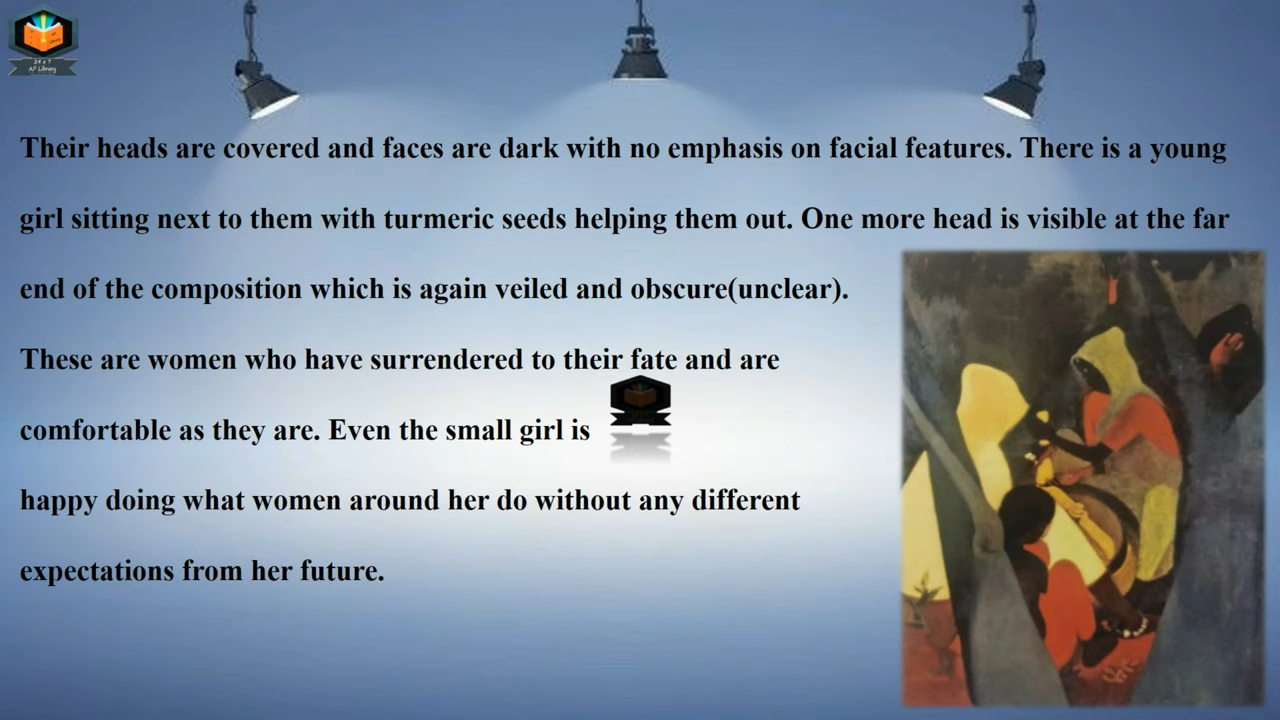 24 x 7
AP Library
Their heads are covered and faces are dark with no emphasis on facial features. There is a young
girl sitting next to them with turmeric seeds helping them out. One more head is visible at the far
end of the composition which is again veiled and obscure(unclear).
These are women who have surrendered to their fate and are
comfortable as they are. Even the small girl is
happy doing what women around her do without any different
expectations from her future.